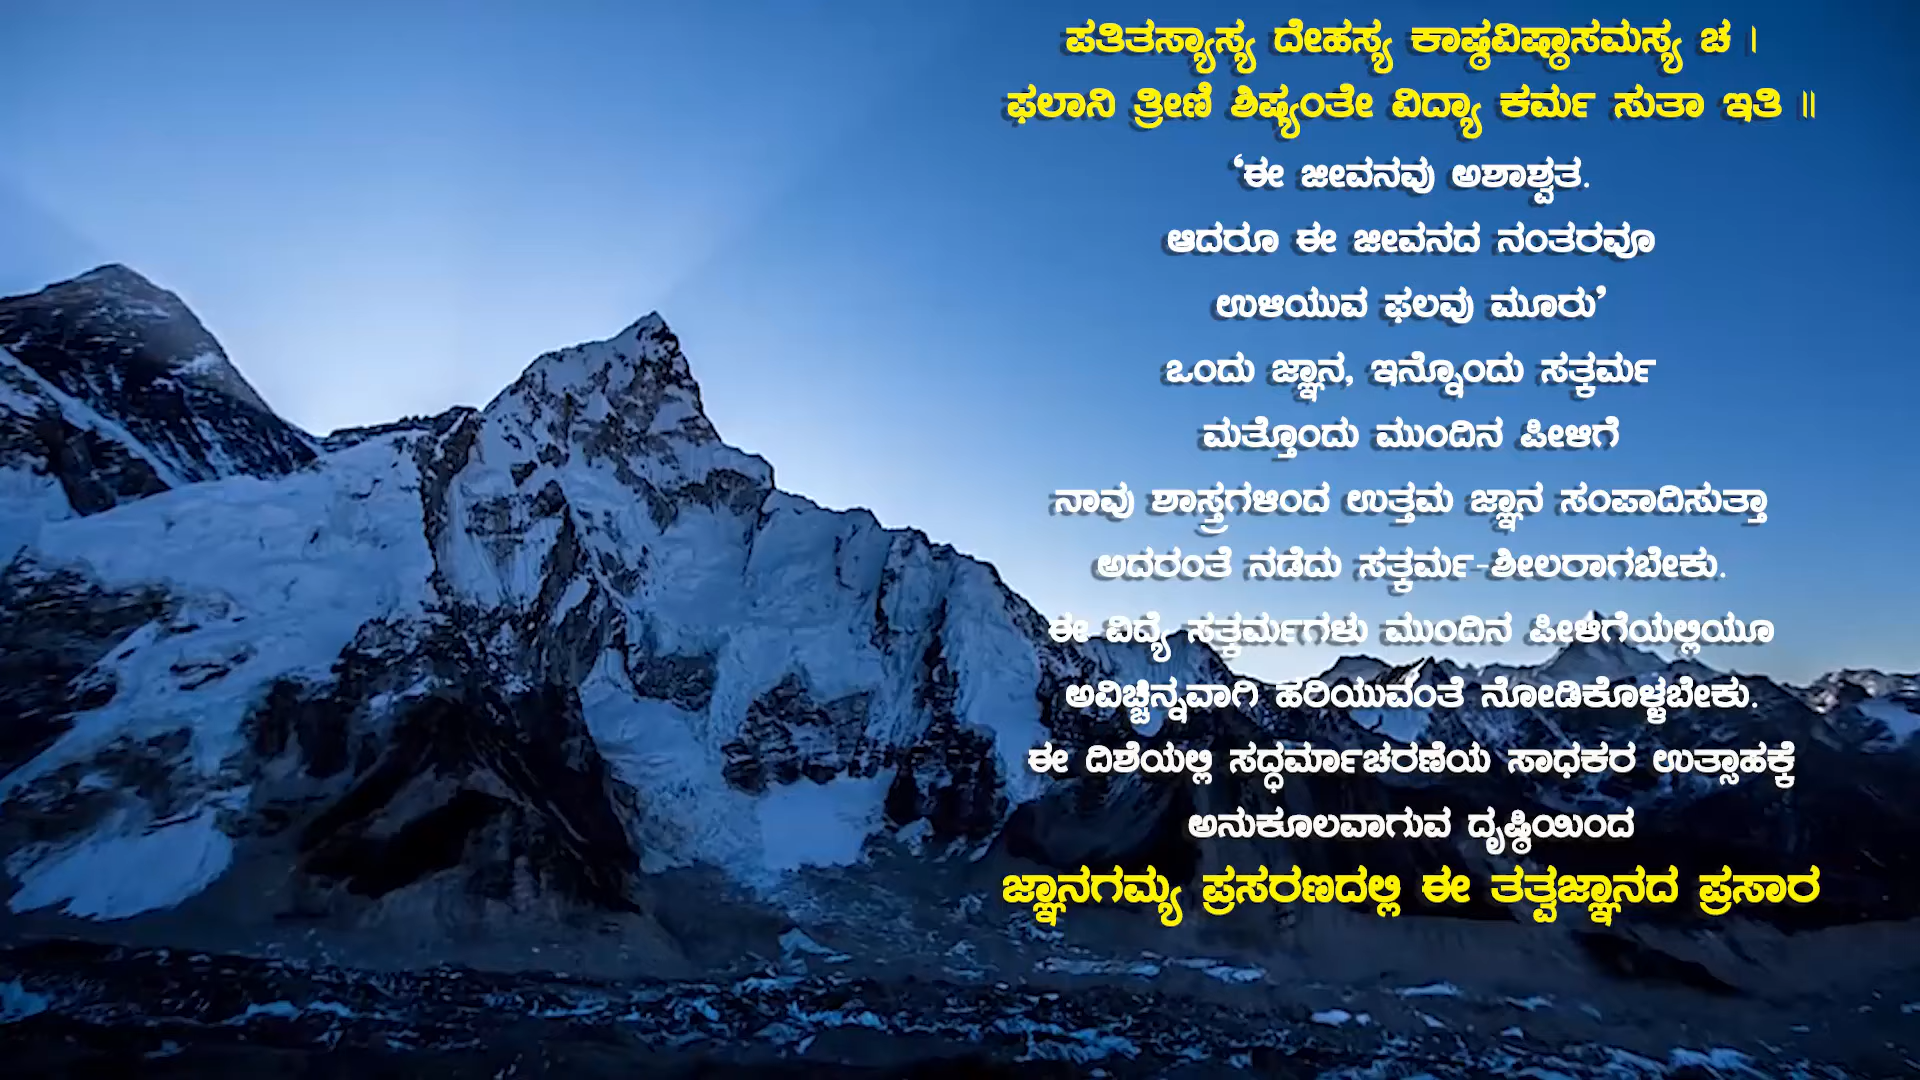 ಪತಿತಸ್ಯಾಸ್ಯ ದೇಹಸ್ಯ ಕಾಷ್ಠವಿಷ್ಠಾಸಮಸ್ಯ ಚ ।
ಫಲಾನಿ ತ್ರೀಣಿ ಶಿಷ್ಯಂತೇ ವಿದ್ಯಾ ಕರ್ಮ ಸುತಾ ಇತಿ ॥
‘ಈ ಜೀವನವು ಅಶಾಶ್ವತ.
ಆದರೂ ಈ ಜೀವನದ ನಂತರವೂ
ಉಳಿಯುವ ಫಲವು ಮೂರು’
ಒಂದು ಜ್ಞಾನ, ಇನ್ನೊಂದು ಸತ್ಕರ್ಮ
ಮತ್ತೊಂದು ಮುಂದಿನ ಪೀಳಿಗೆ
ನಾವು ಶಾಸ್ತ್ರಗಳಿಂದ ಉತ್ತಮ ಜ್ಞಾನ ಸಂಪಾದಿಸುತ್ತಾ
ಅದರಂತೆ ನಡೆದು ಸತ್ಕರ್ಮ-ಶೀಲರಾಗಬೇಕು.
ಈ ವಿದ್ಯೆ ಸತ್ಕರ್ಮಗಳು ಮುಂದಿನ ಪೀಳಿಗೆಯಲ್ಲಿಯೂ
ಅವಿಚ್ಛಿನ್ನವಾಗಿ ಹರಿಯುವಂತೆ ನೋಡಿಕೊಳ್ಳಬೇಕು.
ಈ ದಿಶೆಯಲ್ಲಿ ಸದ್ಧರ್ಮಾಚರಣೆಯ ಸಾಧಕರ ಉತ್ಸಾಹಕ್ಕೆ
ಅನುಕೂಲವಾಗುವ ದೃಷ್ಠಿಯಿಂದ
ಜ್ಞಾನಗಮ್ಯ ಪ್ರಸರಣದಲ್ಲಿ ಈ ತತ್ವಜ್ಞಾನದ ಪ್ರಸಾರ